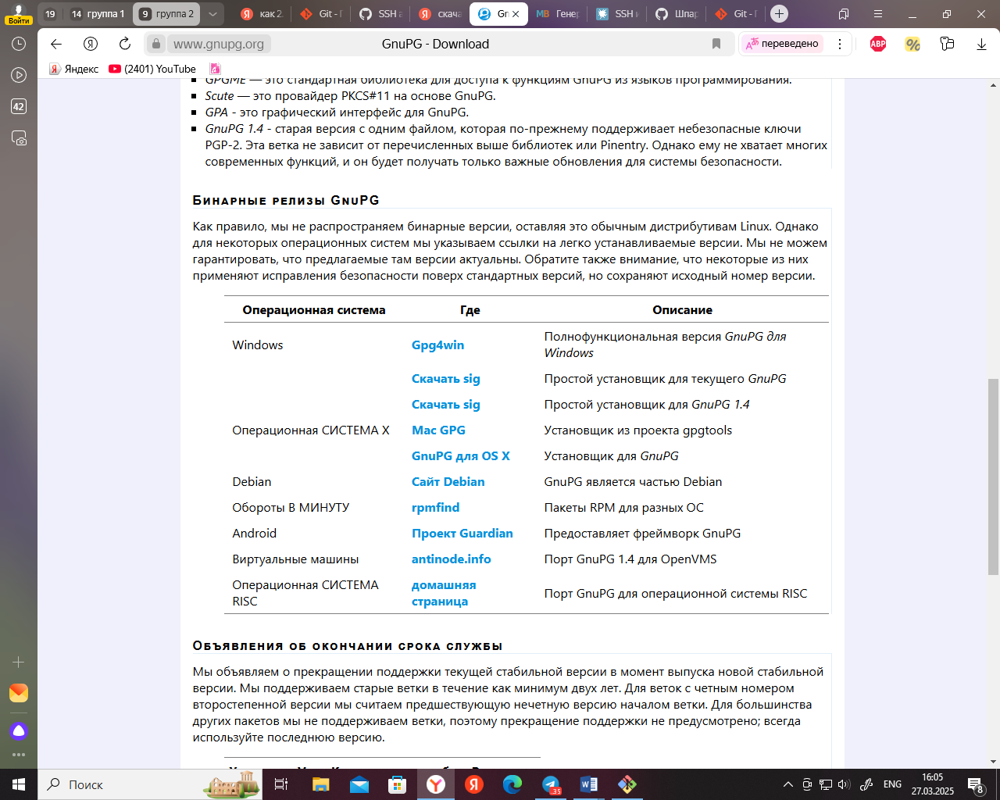 Войти
19
14 группа 1
9 группа 2
как 2
Git - Г
SSH a
скача
Gn
Генер
SSH и
Шпар
Git - Г
www.gnupg.org
GnuPG - Download
переведено
ABP
Яндекс
(2401) YouTube
42
GPGME — это стандартная библиотека для доступа к функциям GnuPG из языков программирования.
Scute — это провайдер PKCS#11 на основе GnuPG.
GPA - это графический интерфейс для GnuPG.
GnuPG 1.4 - старая версия с одним файлом, которая по-прежнему поддерживает небезопасные ключи
PGP-2. Эта ветка не зависит от перечисленных выше библиотек или Pinentry. Однако ему не хватает многих
современных функций, и он будет получать только важные обновления для системы безопасности.
Бинарные релизы GnuPG
Как правило, мы не распространяем бинарные версии, оставляя это обычным дистрибутивам Linux. Однако
для некоторых операционных систем мы указываем ссылки на легко устанавливаемые версии. Мы не можем
гарантировать, что предлагаемые там версии актуальны. Обратите также внимание, что некоторые из них
применяют исправления безопасности поверх стандартных версий, но сохраняют исходный номер версии.
Операционная система Где Описание
Windows Gpg4win Полнофункциональная версия GnuPG для
Windows
Скачать sig Простой установщик для текущего GnuPG
Скачать sig Простой установщик для GnuPG 1.4
Операционная СИСТЕМА X Mac GPG Установщик из проекта gpgtools
GnuPG для OS X Установщик для GnuPG
Debian Сайт Debian GnuPG является частью Debian
Обороты В МИНУТУ rpmfind Пакеты RPM для разных ОС
Android Проект Guardian Предоставляет фреймворк GnuPG
Виртуальные машины antinode.info Порт GnuPG 1.4 для OpenVMS
Операционная СИСТЕМА домашняя
RISC страница Порт GnuPG для операционной системы RISC
Объявления об окончании срока службы
Мы объявляем о прекращении поддержки текущей стабильной версии в момент выпуска новой стабильной
версии. Мы поддерживаем старые ветки в течение как минимум двух лет. Для веток с четным номером
второстепенной версии мы считаем предшествующую нечетную версию началом ветки. Для большинства
других пакетов мы не поддерживаем ветки, поэтому прекращение поддержки не предусмотрено; всегда
используйте последнюю версию.
Поиск
35
ENG
16:05
27.03.2025
8